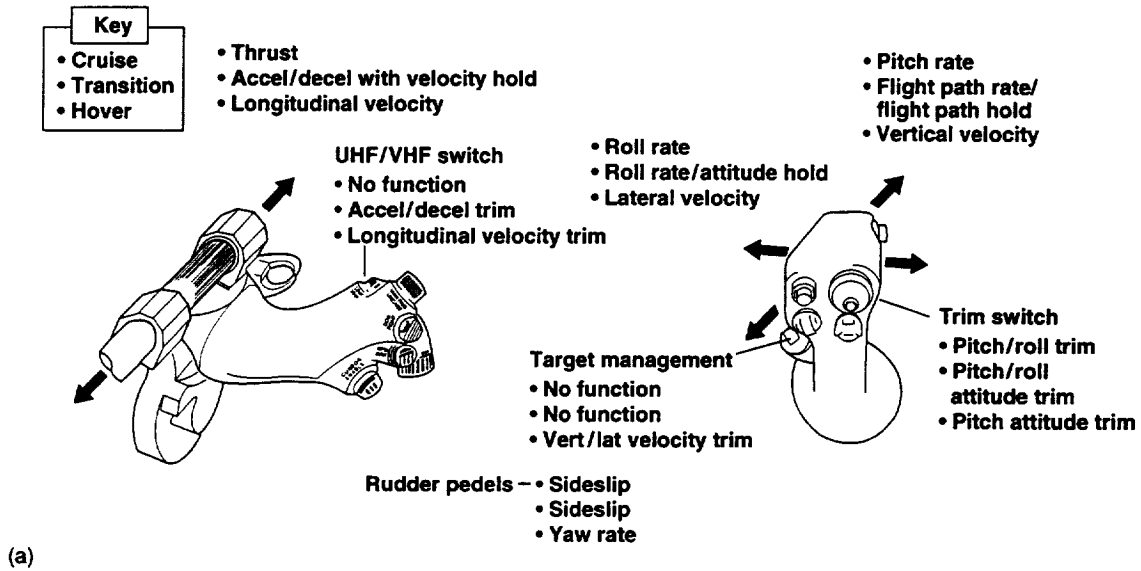 Key
• Cruise
• Transition
• Hover
• Thrust
• Accel/decel with velocity hold
• Longitudinal velocity
UHF/VHF switch
• No function
• Accel/decel trim
• Longitudinal velocity trim
• Roll rate
• Roll rate/attitude hold
• Lateral velocity
• Pitch rate
• Flight path rate/
flight path hold
• Vertical velocity
Target management
• No function
• No function
• Vert/lat velocity trim
Trim switch
• Pitch/roll trim
• Pitch/roll
attitude trim
• Pitch attitude trim
Rudder pedels – • Sideslip
• Sideslip
• Yaw rate
(a)